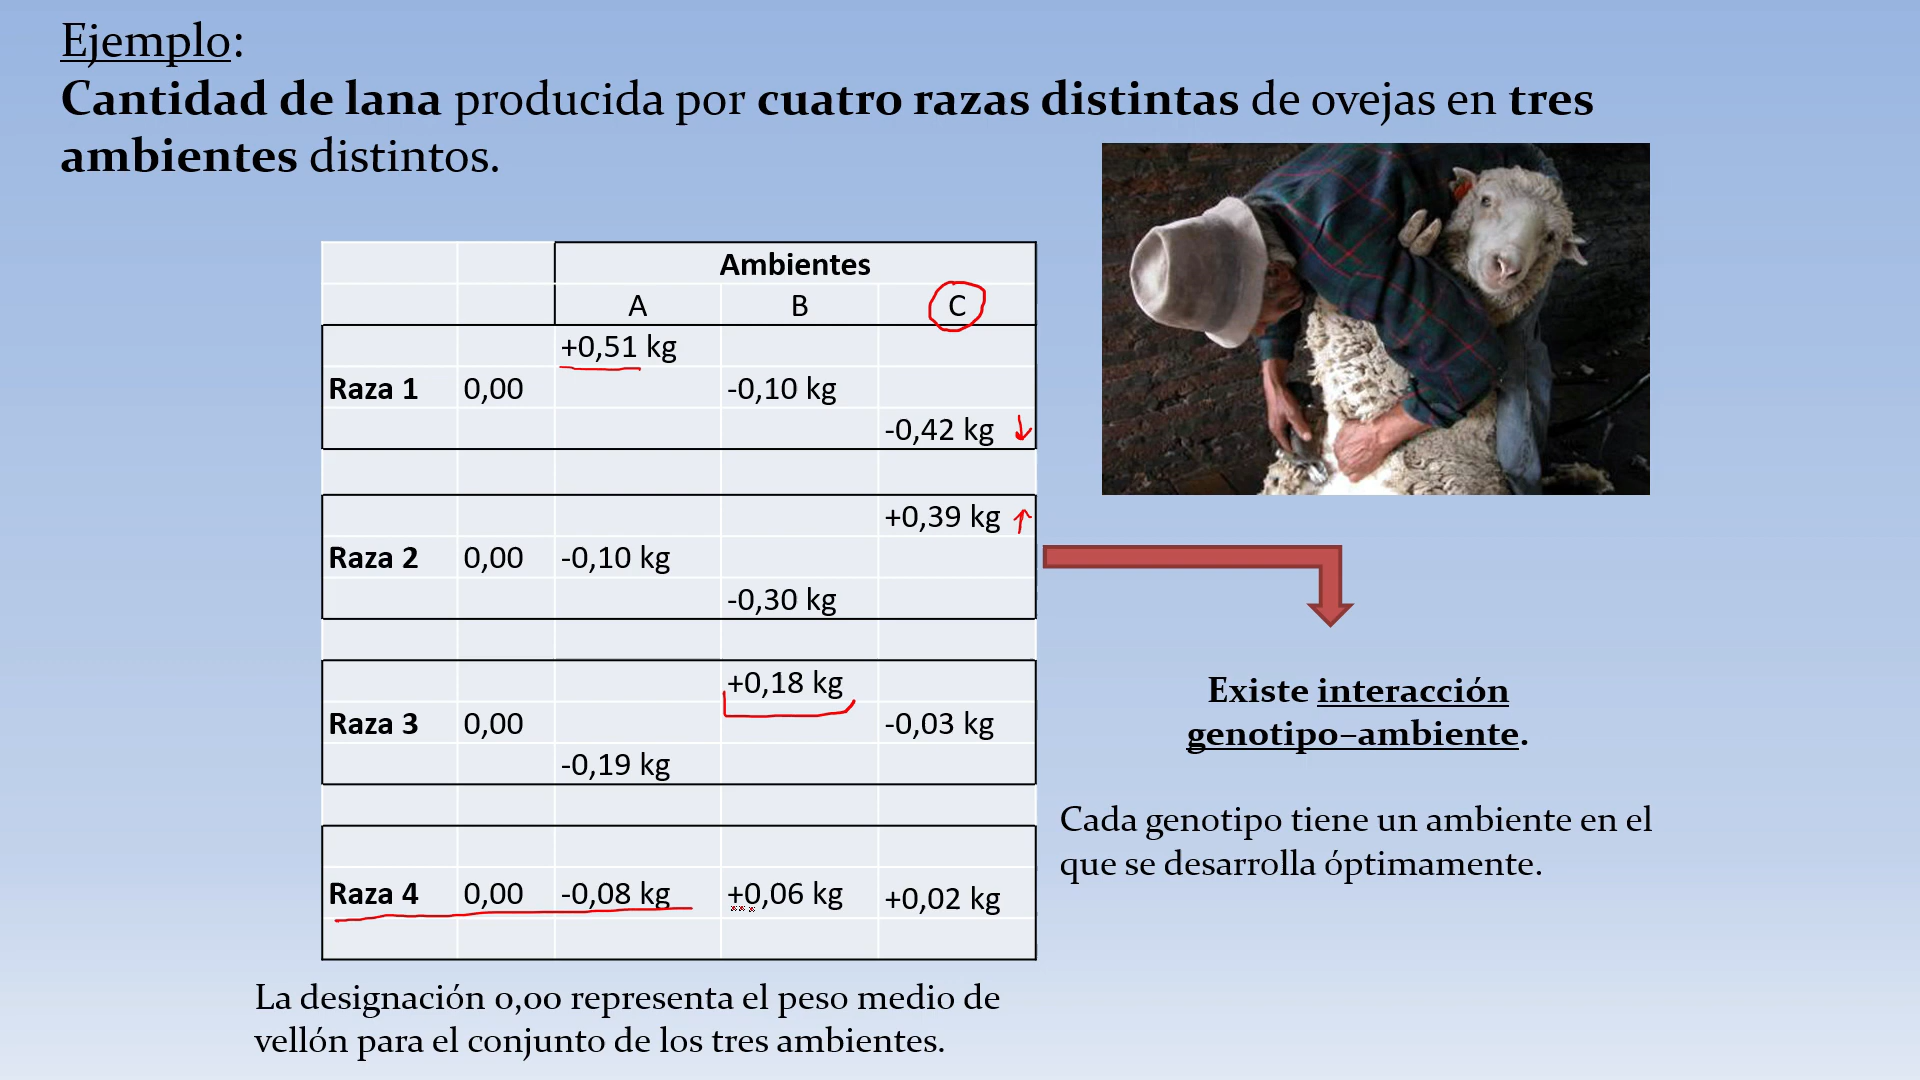 Ejemplo:
Cantidad de lana producida por cuatro razas distintas de ovejas en tres
ambientes distintos.
Ambientes
A B C
+0,51 kg
Raza 1 0,00 -0,10 kg
-0,42 kg
+0,39 kg
Raza 2 0,00 -0,10 kg
-0,30 kg
+0,18 kg
Raza 3 0,00 -0,03 kg
-0,19 kg
Raza 4 0,00 -0,08 kg +0,06 kg +0,02 kg
La designación 0,00 representa el peso medio de
vellón para el conjunto de los tres ambientes.
Existe interacción
genotipo–ambiente.
Cada genotipo tiene un ambiente en el
que se desarrolla óptimamente.